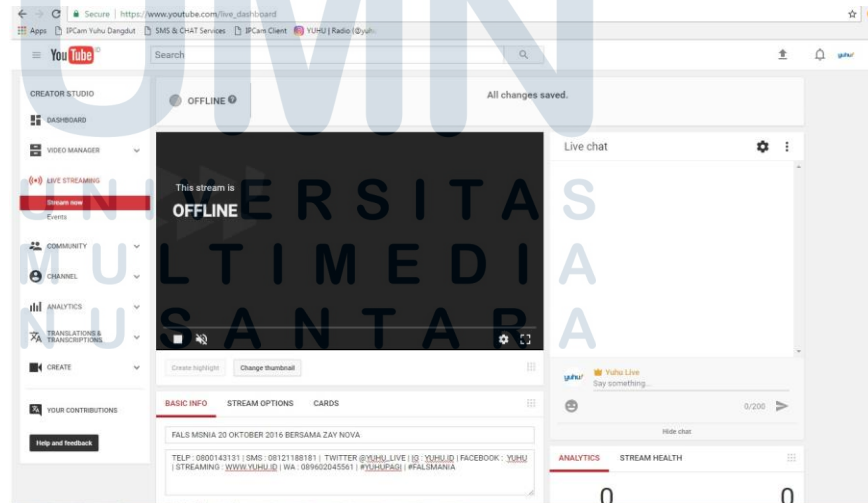 Secure | https://www.youtube.com/live_dashboard
Apps IPCam Yuhu Dangdut SMS & CHAT Services IPCam Client YUHU | Radio (@yuhu
YouTube ID
Search
yuhu!
CREATOR STUDIO
OFFLINE
All changes saved.
DASHBOARD
VIDEO MANAGER
Live chat
LIVE STREAMING
Stream now
Events
This stream is
OFFLINE
COMMUNITY
CHANNEL
ANALYTICS
TRANSLATIONS &
TRANSCRIPTIONS
CREATE
Create highlight
Change thumbnail
yuhu!
Yuhu Live
Say something...
0/200
Hide chat
YOUR CONTRIBUTIONS
Help and feedback
BASIC INFO STREAM OPTIONS CARDS
FALS MSNIA 20 OKTOBER 2016 BERSAMA ZAY NOVA
TELP : 0800143131 | SMS : 08121188181 | TWITTER @YUHU_LIVE | IG : YUHU.ID | FACEBOOK : YUHU
| STREAMING : WWW.YUHU.ID | WA : 089602045561 | #YUHUPAGI | #FALSMANIA
ANALYTICS STREAM HEALTH
0 0
UMN
UNIVERSITAS
MULTIMEDIA
NUSANTARA